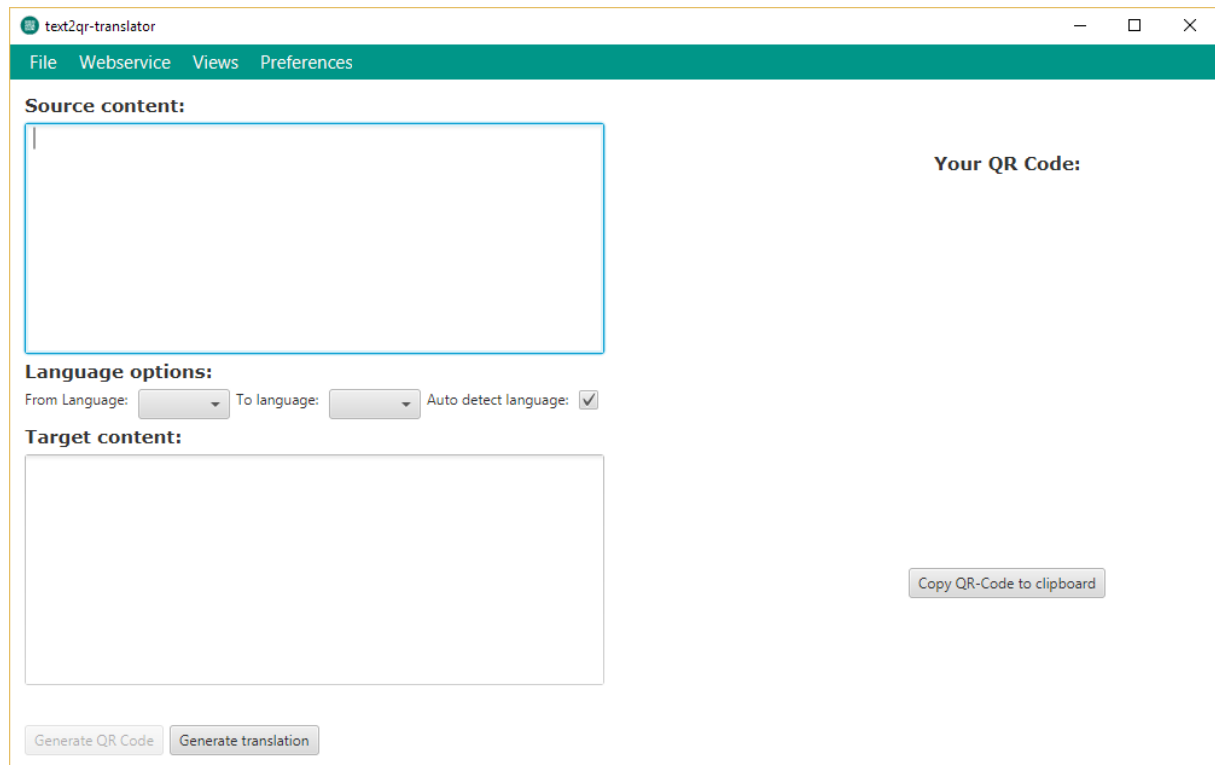 text2qr-translator
File Webservice Views Preferences
Source content:
Your QR Code:
Language options:
From Language: To language: Auto detect language:
Target content:
Copy QR-Code to clipboard
Generate QR Code Generate translation